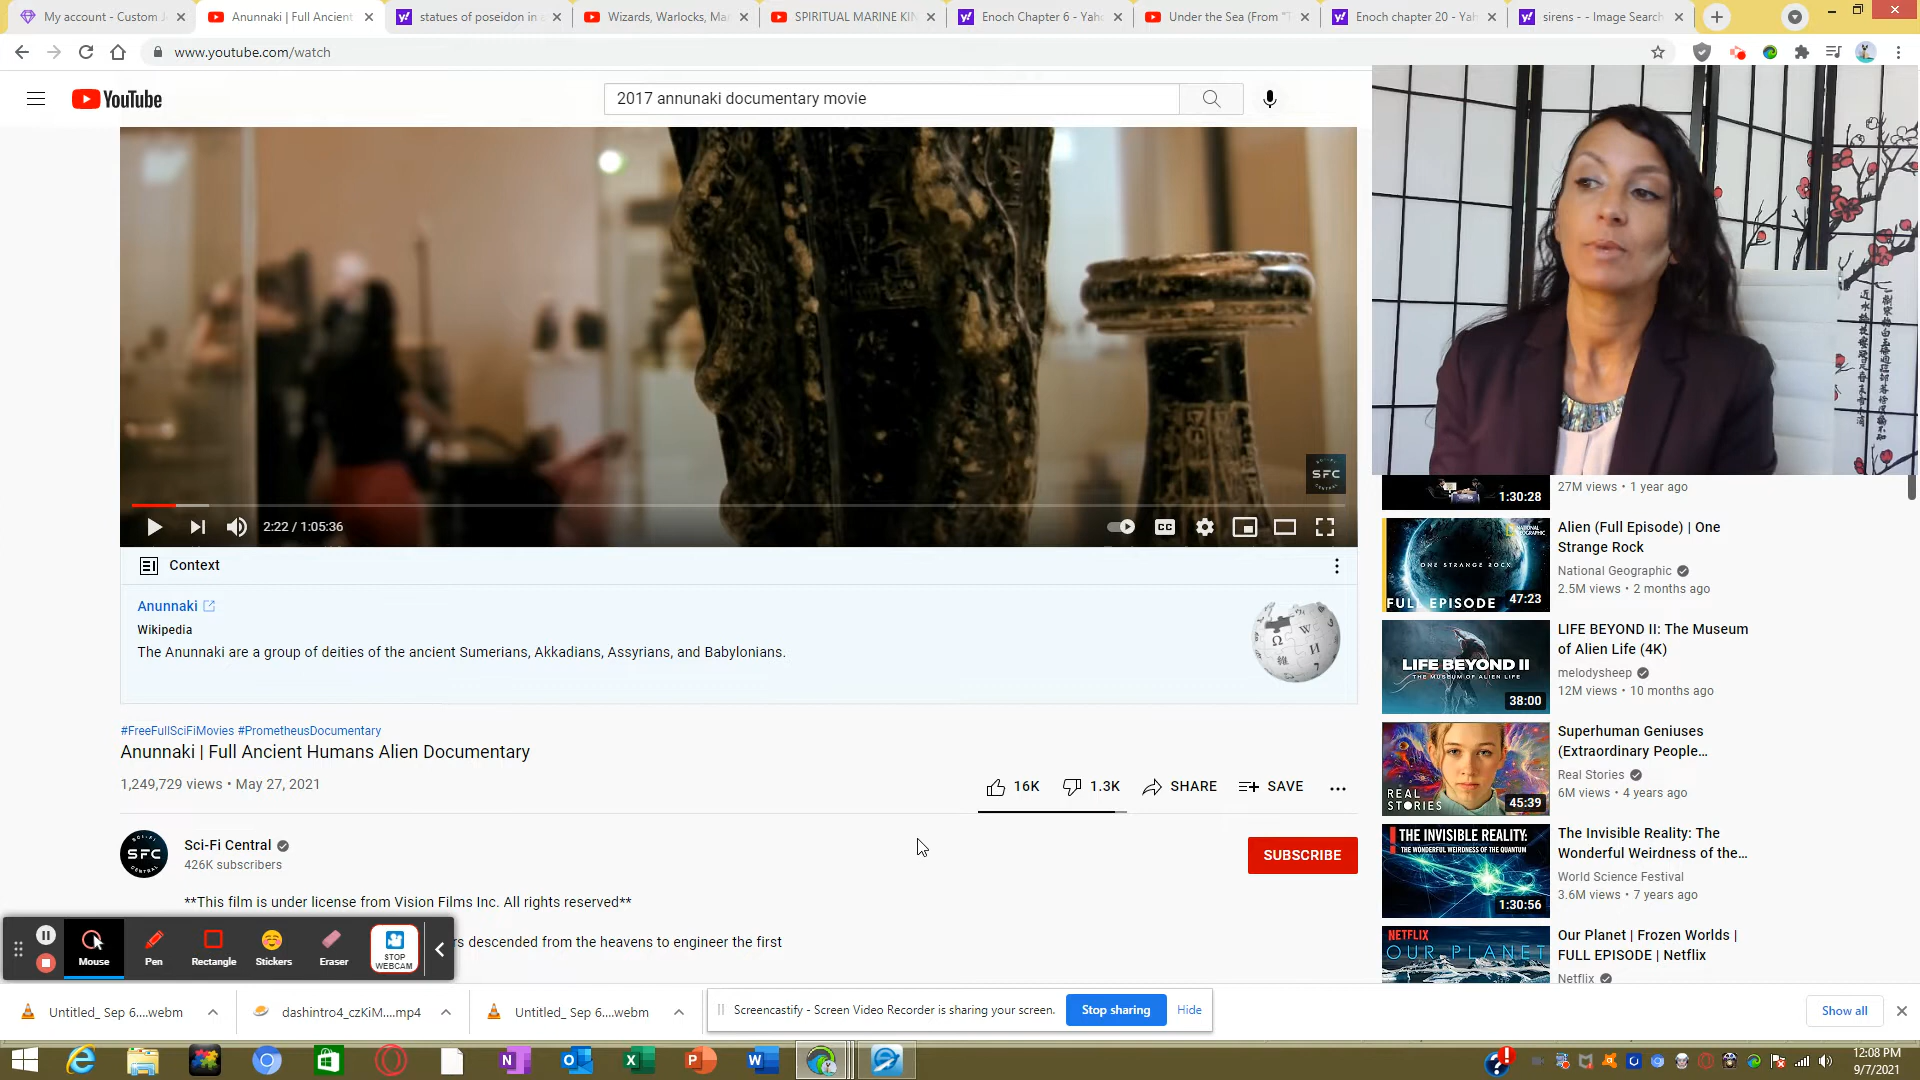 My account - Custom J
Anunnaki | Full Ancient
statues of poseidon in a
Wizards, Warlocks, Ma
SPIRITUAL MARINE KIN
Enoch Chapter 6 - Yaho
Under the Sea (From "T
Enoch chapter 20 - Yah
sirens - - Image Search
www.youtube.com/watch
YouTube
2017 annunaki documentary movie
SFC
2:22 / 1:05:36
CC
Context
Anunnaki
Wikipedia
The Anunnaki are a group of deities of the ancient Sumerians, Akkadians, Assyrians, and Babylonians.
#FreeFullSciFiMovies #PrometheusDocumentary
Anunnaki | Full Ancient Humans Alien Documentary
1,249,729 views • May 27, 2021
16K
1.3K
SHARE
SAVE
SFC
Sci-Fi Central
426K subscribers
SUBSCRIBE
**This film is under license from Vision Films Inc. All rights reserved**
rs descended from the heavens to engineer the first
1:30:28
27M views • 1 year ago
ONE STRANGE ROCK
FULL EPISODE
47:23
Alien (Full Episode) | One
Strange Rock
National Geographic
2.5M views • 2 months ago
LIFE BEYOND II
THE MUSEUM OF ALIEN LIFE
38:00
LIFE BEYOND II: The Museum
of Alien Life (4K)
melodysheep
12M views • 10 months ago
REAL
STORIES
45:39
Superhuman Geniuses
(Extraordinary People...
Real Stories
6M views • 4 years ago
THE INVISIBLE REALITY:
THE WONDERFUL WEIRDNESS OF THE QUANTUM
1:30:56
The Invisible Reality: The
Wonderful Weirdness of the...
World Science Festival
3.6M views • 7 years ago
NETFLIX
OUR PLANET
Our Planet | Frozen Worlds |
FULL EPISODE | Netflix
Netflix
Mouse
Pen
Rectangle
Stickers
Eraser
STOP
WEBCAM
Untitled_ Sep 6....webm
dashintro4_czKiM....mp4
Untitled_ Sep 6....webm
Screencastify - Screen Video Recorder is sharing your screen.
Stop sharing
Hide
Show all
12:08 PM
9/7/2021